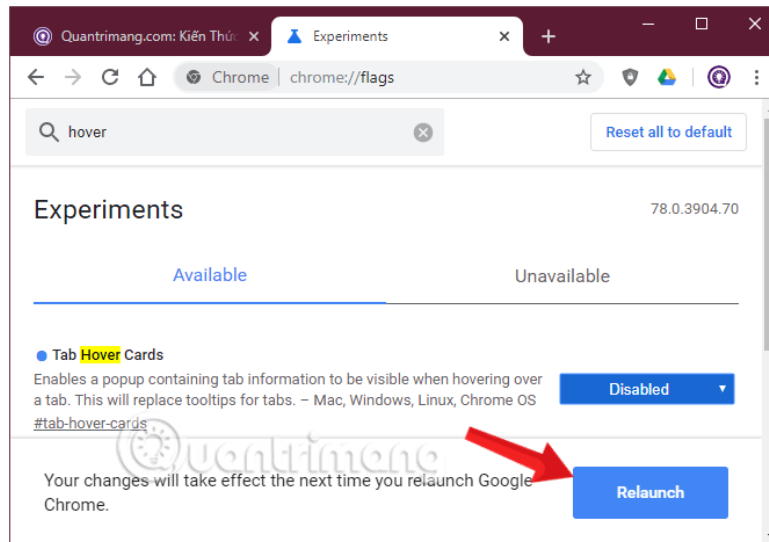 Quantrimang.com: Kiến Thức
Experiments
Chrome
chrome://flags
hover
Reset all to default
Experiments
78.0.3904.70
Available
Unavailable
Tab Hover Cards
Enables a popup containing tab information to be visible when hovering over
a tab. This will replace tooltips for tabs. – Mac, Windows, Linux, Chrome OS
#tab-hover-cards
Disabled
Quantrimang
Your changes will take effect the next time you relaunch Google
Chrome.
Relaunch